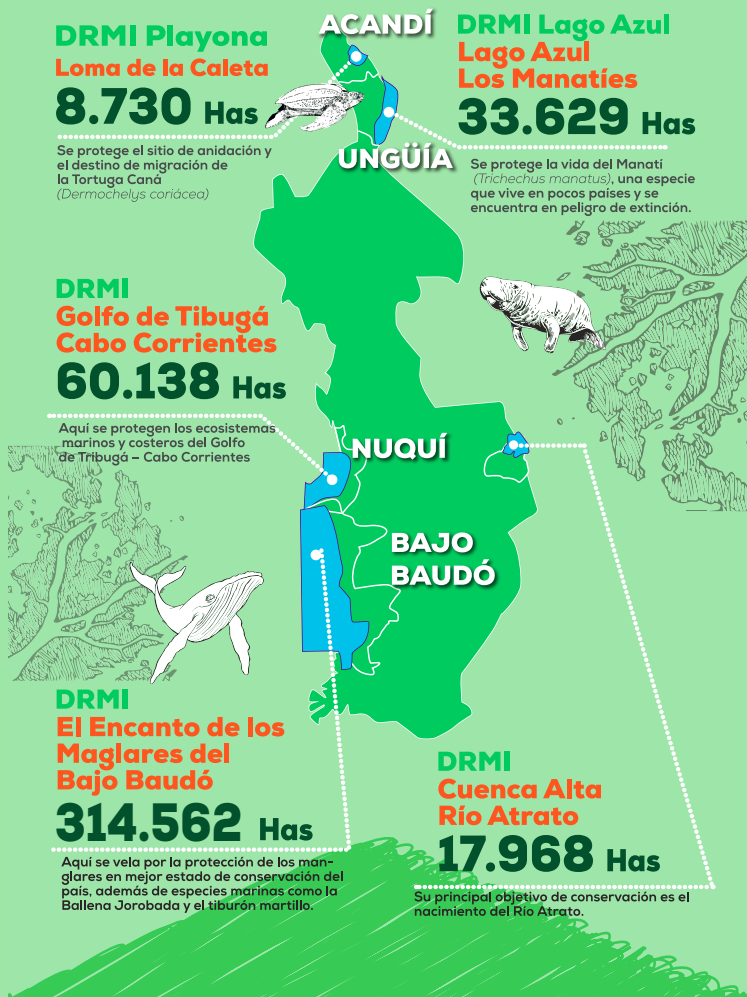 ACANDÍ
DRMI Playona
Loma de la Caleta
8.730 Has
Se protege el sitio de anidación y
el destino de migración de
la Tortuga Caná
(Dermochelys coriácea)
DRMI Lago Azul
Lago Azul
Los Manatíes
33.629 Has
Se protege la vida del Manatí
(Trichechus manatus), una especie
que vive en pocos países y se
encuentra en peligro de extinción.
UNGÜÍA
DRMI
Golfo de Tibugá
Cabo Corrientes
60.138 Has
Aquí se protegen los ecosistemas
marinos y costeros del Golfo
de Tribugá – Cabo Corrientes
NUQUÍ
BAJO
BAUDÓ
DRMI
El Encanto de los
Maglares del
Bajo Baudó
314.562 Has
Aquí se vela por la protección de los man-
glares en mejor estado de conservación del
país, además de especies marinas como la
Ballena Jorobada y el tiburón martillo.
DRMI
Cuenca Alta
Río Atrato
17.968 Has
Su principal objetivo de conservación es el
nacimiento del Río Atrato.